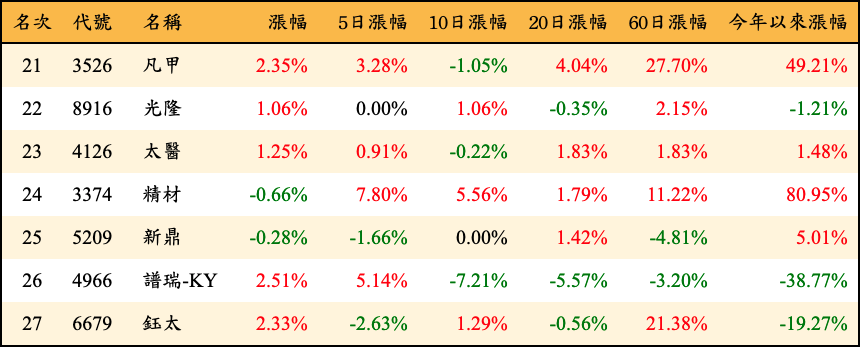 名次 代號 名稱 漲幅 5日漲幅 10日漲幅 20日漲幅 60日漲幅 今年以來漲幅
21 3526 凡甲 2.35% 3.28% -1.05% 4.04% 27.70% 49.21%
22 8916 光隆 1.06% 0.00% 1.06% -0.35% 2.15% -1.21%
23 4126 太醫 1.25% 0.91% -0.22% 1.83% 1.83% 1.48%
24 3374 精材 -0.66% 7.80% 5.56% 1.79% 11.22% 80.95%
25 5209 新鼎 -0.28% -1.66% 0.00% 1.42% -4.81% 5.01%
26 4966 譜瑞-KY 2.51% 5.14% -7.21% -5.57% -3.20% -38.77%
27 6679 鈺太 2.33% -2.63% 1.29% -0.56% 21.38% -19.27%